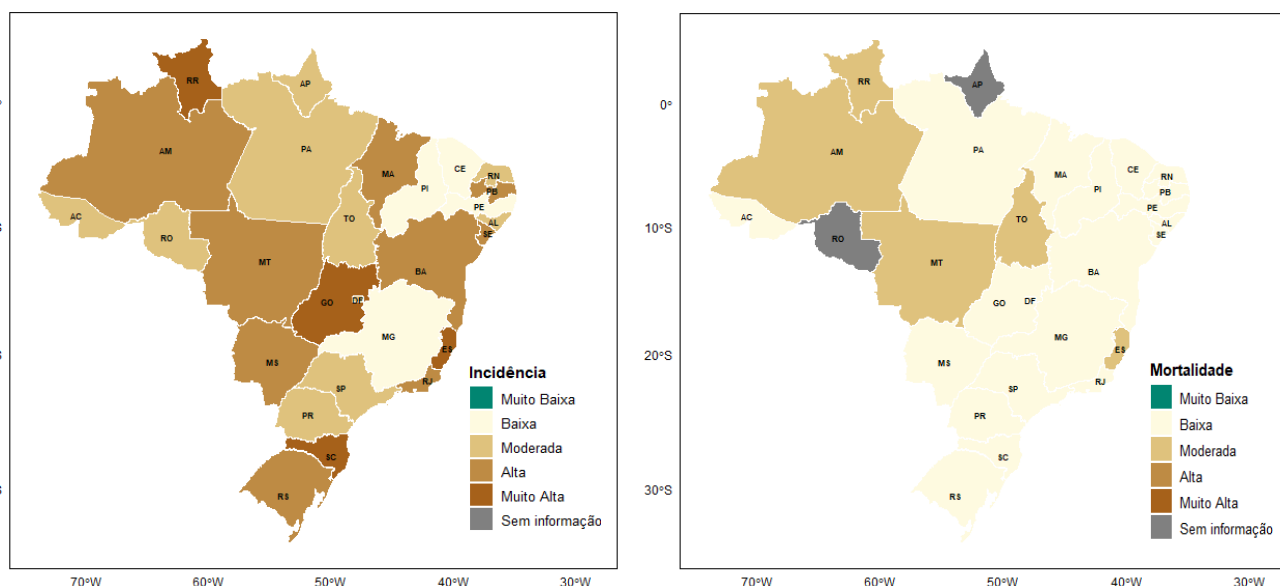 RR
AP
0°
AM
PA
MA
CE
RN
PB
PI
PE
AL
SE
AC
TO
RO
BA
MT
GO
DF
MG
ES
MS
RJ
SP
PR
SC
RS
Incidência
Muito Baixa
Baixa
Moderada
Alta
Muito Alta
Sem informação
70°W
60°W
50°W
40°W
30°W
RR
AP
0°
AM
PA
MA
CE
RN
PB
PI
PE
AL
SE
AC
TO
RO
10°S
BA
MT
GO
DF
MG
ES
20°S
MS
RJ
SP
PR
SC
30°S
RS
Mortalidade
Muito Baixa
Baixa
Moderada
Alta
Muito Alta
Sem informação
70°W
60°W
50°W
40°W
30°W